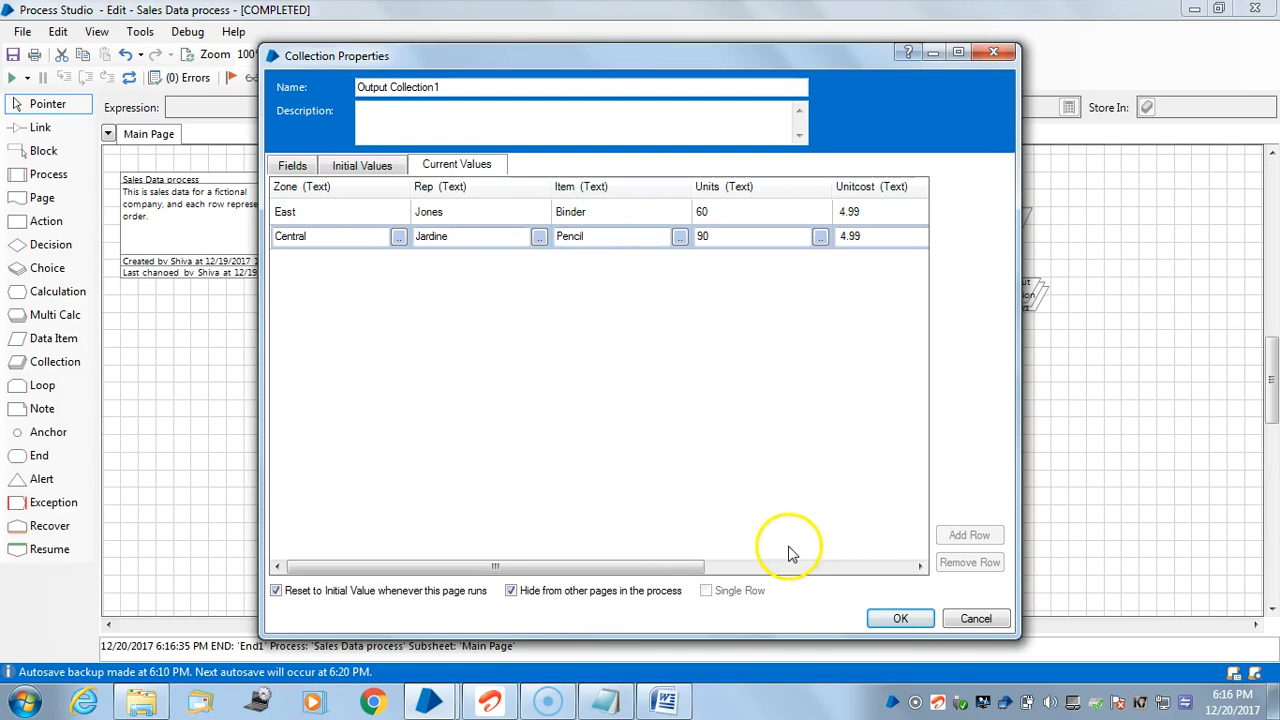 Process Studio - Edit - Sales Data process - [COMPLETED]
File Edit View Tools Debug Window Help
Zoom 100%
(0) Errors
Collection Properties
Name: Output Collection1
Description:
Pointer
Link
Block
Process
Page
Action
Decision
Choice
Calculation
Multi Calc
Data Item
Collection
Loop
Note
Anchor
End
Alert
Exception
Recover
Resume
Expression:
Store In:
Main Page
Sales Data process
This is sales data for a fictional
company, and each row repres
order.
Created by Shiva at 12/19/2017
Last changed by Shiva at 12/19
Fields Initial Values Current Values
Zone (Text) Rep (Text) Item (Text) Units (Text) Unitcost (Text)
East Jones Binder 60 4.99
Central Jardine Pencil 90 4.99
Add Row
Remove Row
Reset to Initial Value whenever this page runs Hide from other pages in the process Single Row
OK Cancel
12/20/2017 6:16:35 PM END: 'End1' Process: 'Sales Data process' Subsheet: 'Main Page'
Autosave backup made at 6:10 PM. Next autosave will occur at 6:20 PM.
6:16 PM
12/20/2017